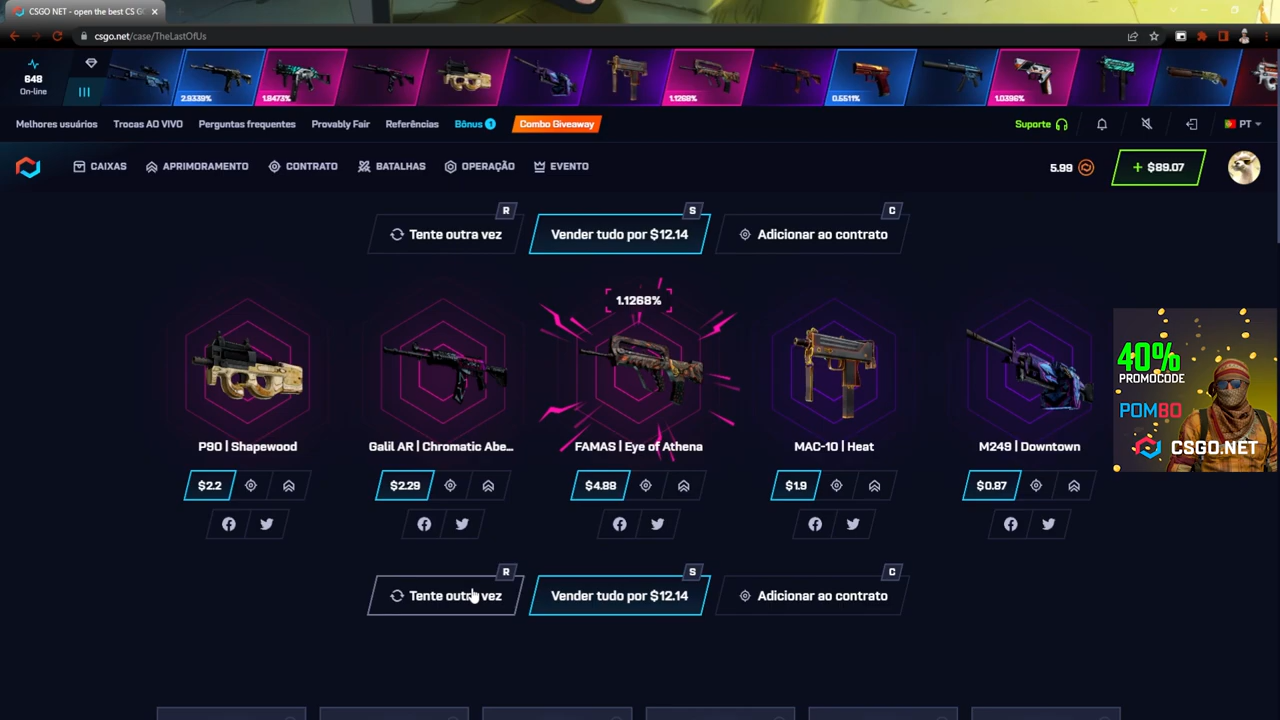 CSGO NET - open the best CS G
csgo.net/case/TheLastOfUs
648
On-line
2.9339%
1.8473%
1.1268%
0.5511%
1.0396%
Melhores usuários
Trocas AO VIVO
Perguntas frequentes
Provably Fair
Referências
Bônus 1
Combo Giveaway
Suporte
PT
CAIXAS
APRIMORAMENTO
CONTRATO
BATALHAS
OPERAÇÃO
EVENTO
5.99
+ $89.07
R
S
C
Tente outra vez
Vender tudo por $12.14
Adicionar ao contrato
1.1268%
P90 | Shapewood
Galil AR | Chromatic Abe...
FAMAS | Eye of Athena
MAC-10 | Heat
M249 | Downtown
$2.2
$2.29
$4.88
$1.9
$0.87
40%
PROMOCODE
POM80
CSGO.NET
R
S
C
Tente outra vez
Vender tudo por $12.14
Adicionar ao contrato